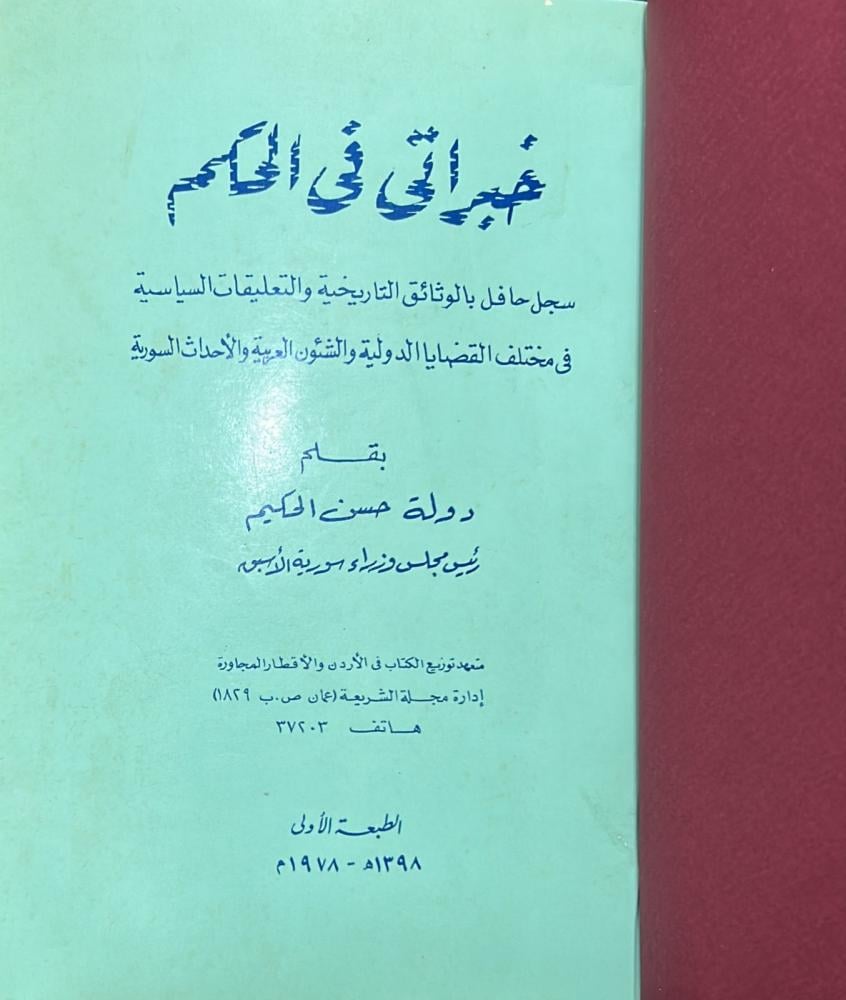 خبراتي في الحكم
سجل حافل بالوثائق التاريخية والتعليقات السياسية
في مختلف القضايا الدولية والشئون العربية والأحداث السورية
بقلم
دولة حسن الحكيم
رئيس مجلس وزراء سورية الأسبق
متعهد توزيع الكتاب في الأردن والأقطار المجاورة
إدارة مجلة الشريعة (عمان ص.ب ١٨٢٩)
هاتف ٣٧٢٠٣
الطبعة الأولى
١٣٩٨هـ - ١٩٧٨م